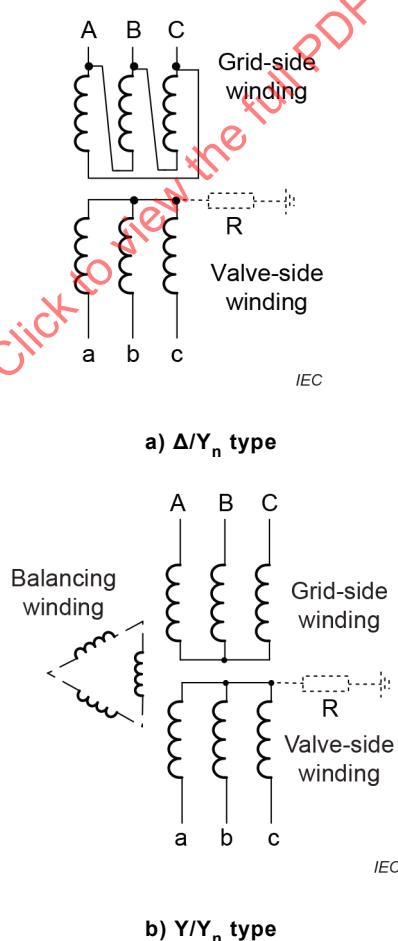 A B C
Grid-side
winding
R
Valve-side
winding
a b c
IEC
a) Δ/Yn type
A B C
Balancing
winding
Grid-side
winding
R
Valve-side
winding
a b c
IEC
b) Y/Yn type
Click to view the full PDF